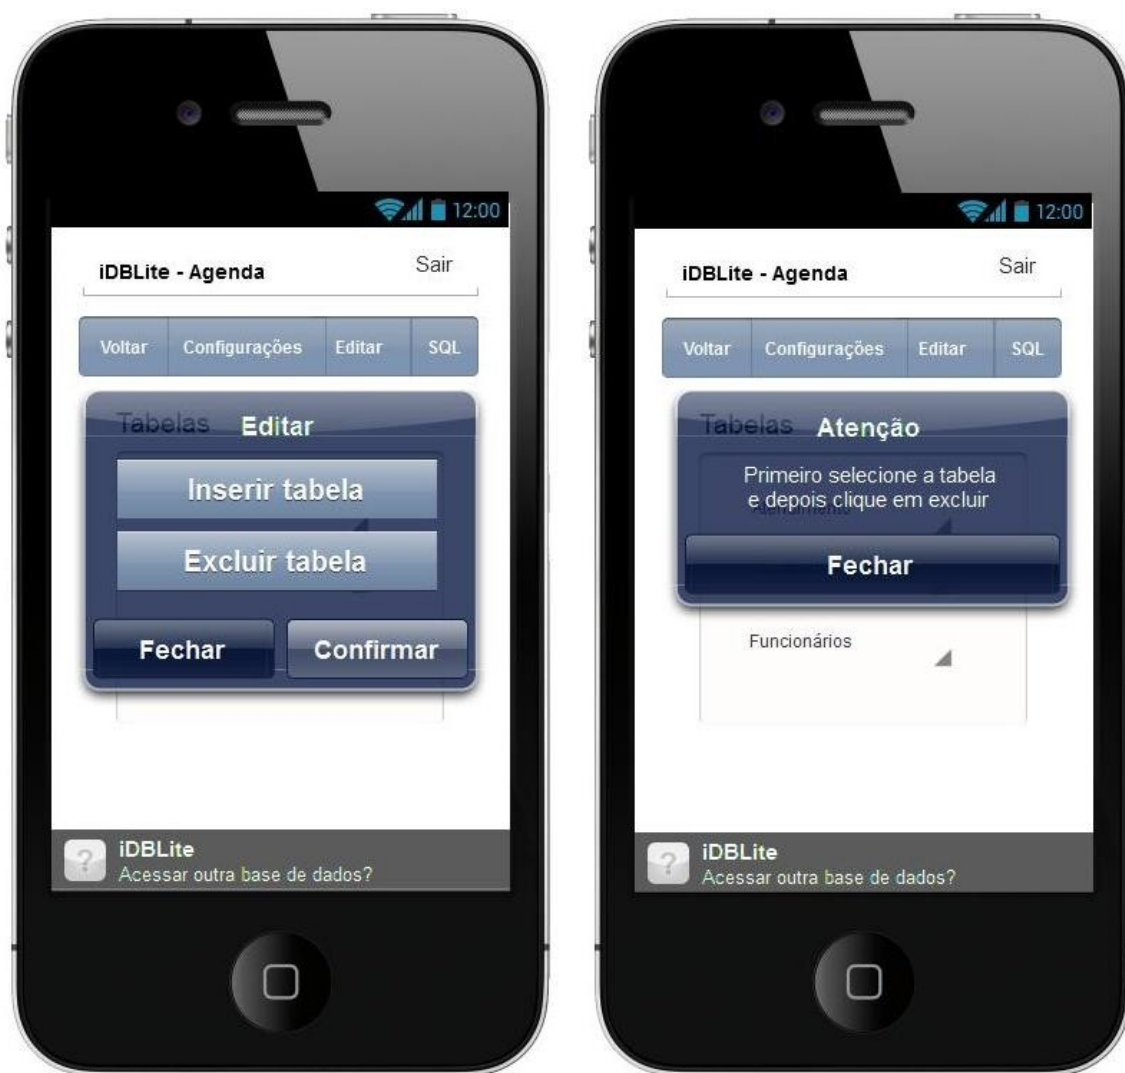 12:00
iDBLite - Agenda
Sair
Voltar
Configurações
Editar
SQL
Tabelas
Editar
Inserir tabela
Excluir tabela
Fechar
Confirmar
?
iDBLite
Acessar outra base de dados?
12:00
iDBLite - Agenda
Sair
Voltar
Configurações
Editar
SQL
Tabelas
Atenção
Primeiro selecione a tabela
e depois clique em excluir
Atendimento
Fechar
Funcionários
?
iDBLite
Acessar outra base de dados?